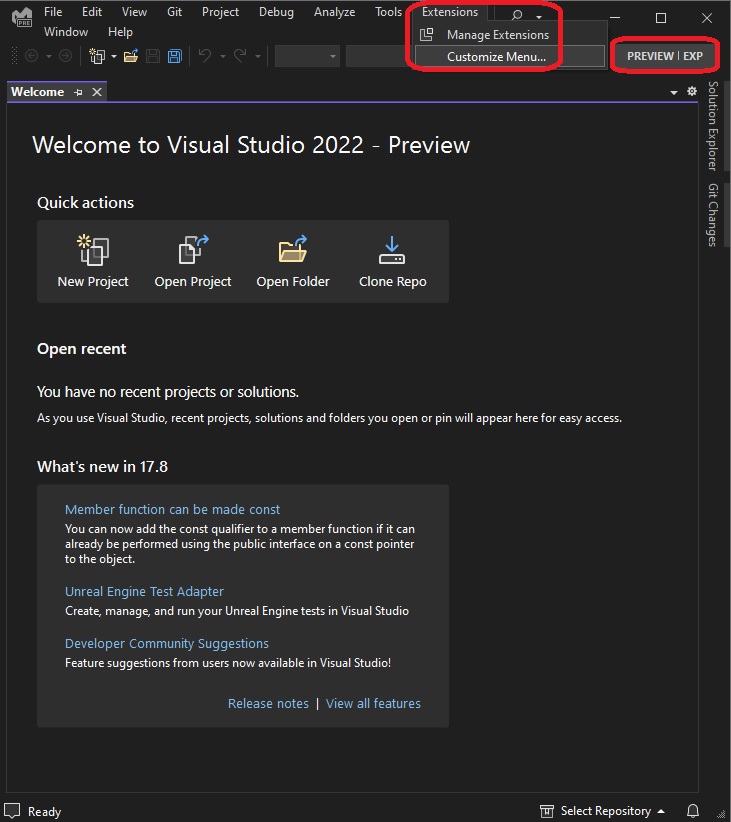 File Edit View Git Project Debug Analyze Tools Extensions
Window Help
PRE
Manage Extensions
Customize Menu...
PREVIEW | EXP
Welcome
Solution Explorer
Git Changes
Welcome to Visual Studio 2022 - Preview
Quick actions
New Project Open Project Open Folder Clone Repo
Open recent
You have no recent projects or solutions.
As you use Visual Studio, recent projects, solutions and folders you open or pin will appear here for easy access.
What's new in 17.8
Member function can be made const
You can now add the const qualifier to a member function if it can
already be performed using the public interface on a const pointer
to the object.
Unreal Engine Test Adapter
Create, manage, and run your Unreal Engine tests in Visual Studio
Developer Community Suggestions
Feature suggestions from users now available in Visual Studio!
Release notes | View all features
Ready
Select Repository